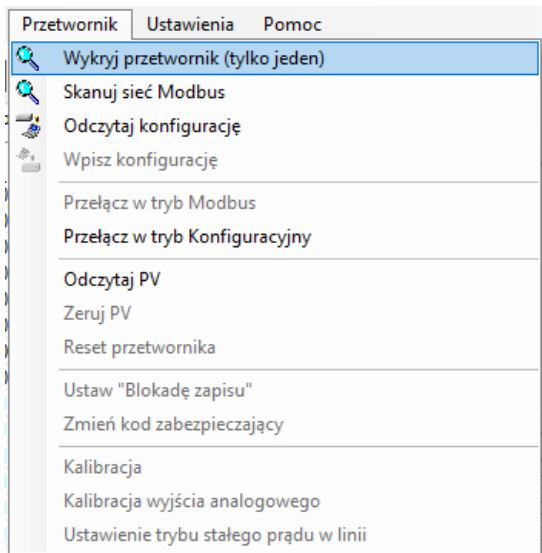 Przetwornik Ustawienia Pomoc
Wykryj przetwornik (tylko jeden)
Skanuj sieć Modbus
Odczytaj konfigurację
Wpisz konfigurację
Przełącz w tryb Modbus
Przełącz w tryb Konfiguracyjny
Odczytaj PV
Zeruj PV
Reset przetwornika
Ustaw "Blokadę zapisu"
Zmień kod zabezpieczający
Kalibracja
Kalibracja wyjścia analogowego
Ustawienie trybu stałego prądu w linii